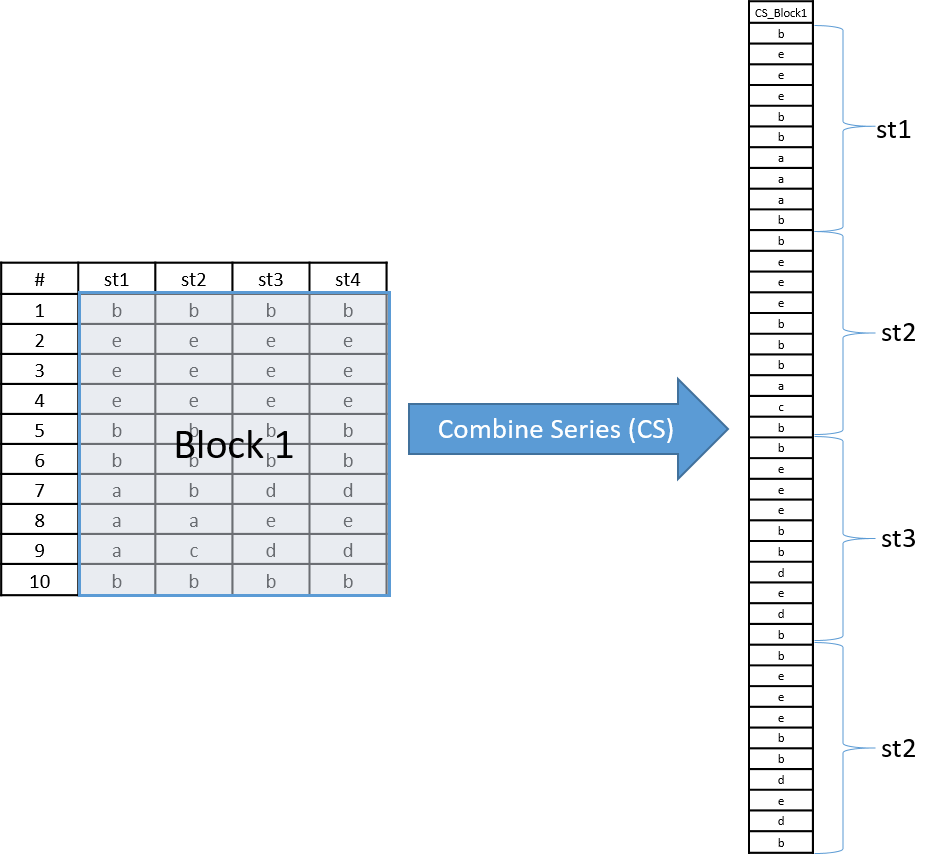 # st1 st2 st3 st4
1 b b b b
2 e e e e
3 e e e e
4 e e e e
5 b b b b
Block 1
6 b b b b
7 a b d d
8 a a e e
9 a c d d
10 b b b b
Combine Series (CS)
CS_Block1
b
e
e
e
b
b
a
a
a
b
st1
b
e
e
e
b
b
b
a
c
b
st2
b
e
e
e
b
b
d
e
d
b
st3
b
e
e
e
b
b
d
e
d
b
st2